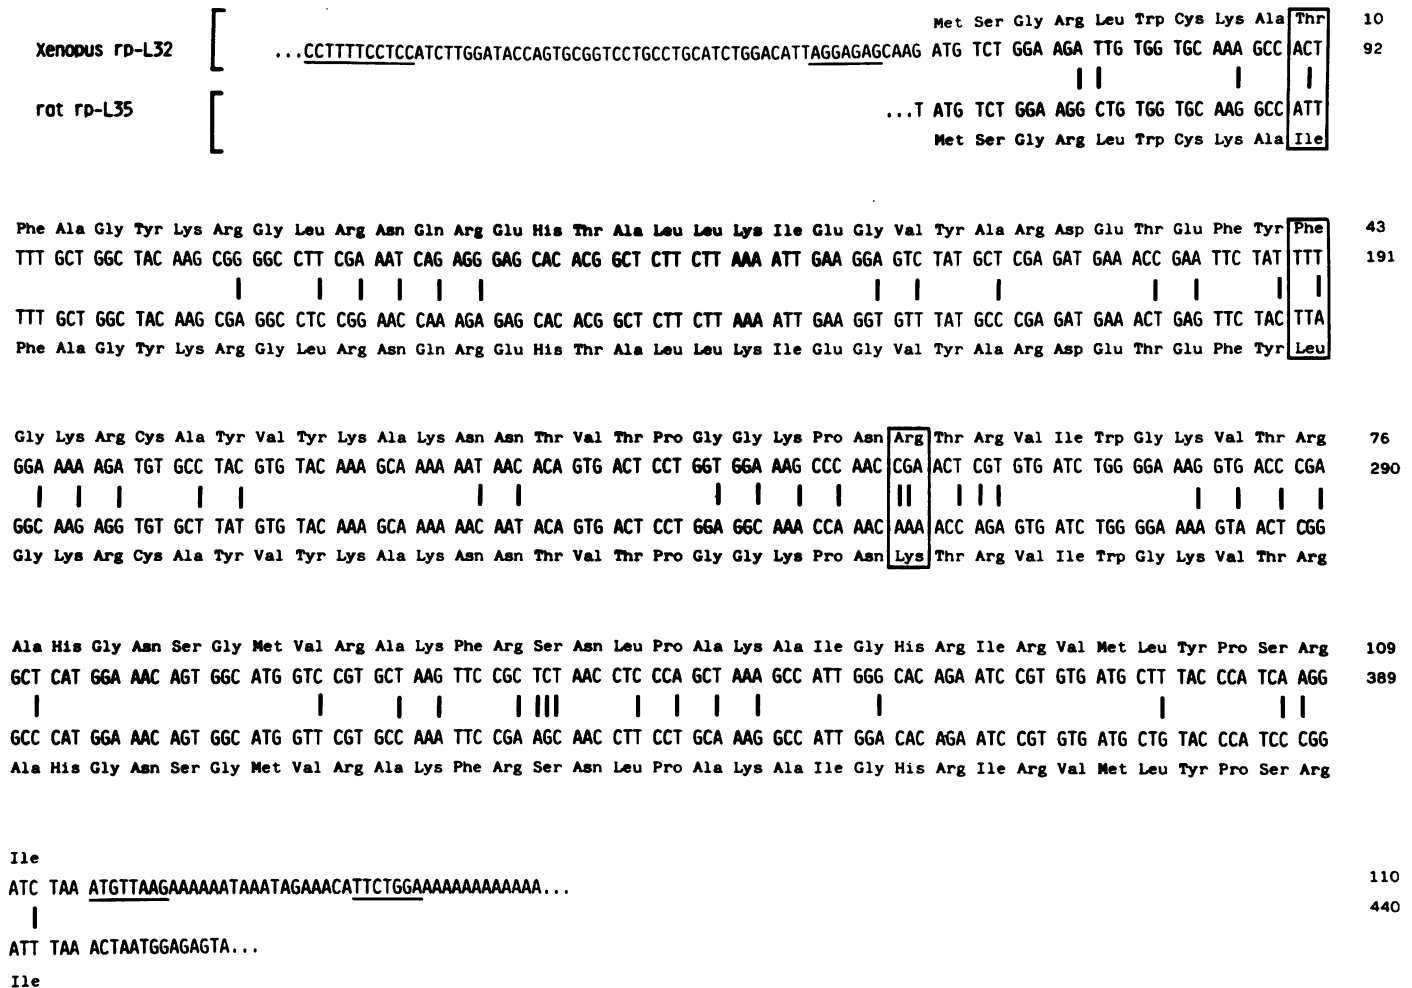 Met Ser Gly Arg Leu Trp Cys Lys Ala Thr 10
Xenopus rp-L32 ...CCTTTTCCTCCATCTTGGATACCAGTGCGGTCCTGCCTGCATCTGGACATTAGGAGAGCAAG ATG TCT GGA AGA TTG TGG TGC AAA GCC ACT 92
rat rp-L35 ...T ATG TCT GGA AGG CTG TGG TGC AAG GCC ATT
Met Ser Gly Arg Leu Trp Cys Lys Ala Ile
Phe Ala Gly Tyr Lys Arg Gly Leu Arg Asn Gln Arg Glu His Thr Ala Leu Leu Lys Ile Glu Gly Val Tyr Ala Arg Asp Glu Thr Glu Phe Tyr Phe 43
TTT GCT GGC TAC AAG CGG GGC CTT CGA AAT CAG AGG GAG CAC ACG GCT CTT CTT AAA ATT GAA GGA GTC TAT GCT CGA GAT GAA ACC GAA TTC TAT TTT 191
TTT GCT GGC TAC AAG CGA GGC CTC CGG AAC CAA AGA GAG CAC ACG GCT CTT CTT AAA ATT GAA GGT GTT TAT GCC CGA GAT GAA ACT GAG TTC TAC TTA
Phe Ala Gly Tyr Lys Arg Gly Leu Arg Asn Gln Arg Glu His Thr Ala Leu Leu Lys Ile Glu Gly Val Tyr Ala Arg Asp Glu Thr Glu Phe Tyr Leu
Gly Lys Arg Cys Ala Tyr Val Tyr Lys Ala Lys Asn Asn Thr Val Thr Pro Gly Gly Lys Pro Asn Arg Thr Arg Val Ile Trp Gly Lys Val Thr Arg 76
GGA AAA AGA TGT GCC TAC GTG TAC AAA GCA AAA AAT AAC ACA GTG ACT CCT GGT GGA AAG CCC AAC CGA ACT CGT GTG ATC TGG GGA AAG GTG ACC CGA 290
GGC AAG AGG TGT GCT TAT GTG TAC AAA GCA AAA AAC AAT ACA GTG ACT CCT GGA GGC AAA CCA AAC AAA ACC AGA GTG ATC TGG GGA AAA GTA ACT CGG
Gly Lys Arg Cys Ala Tyr Val Tyr Lys Ala Lys Asn Asn Thr Val Thr Pro Gly Gly Lys Pro Asn Lys Thr Arg Val Ile Trp Gly Lys Val Thr Arg
Ala His Gly Asn Ser Gly Met Val Arg Ala Lys Phe Arg Ser Asn Leu Pro Ala Lys Ala Ile Gly His Arg Ile Arg Val Met Leu Tyr Pro Ser Arg 109
GCT CAT GGA AAC AGT GGC ATG GTC CGT GCT AAG TTC CGC TCT AAC CTC CCA GCT AAA GCC ATT GGG CAC AGA ATC CGT GTG ATG CTT TAC CCA TCA AGG 389
GCC CAT GGA AAC AGT GGC ATG GTT CGT GCC AAA TTC CGA AGC AAC CTT CCT GCA AAG GCC ATT GGA CAC AGA ATC CGT GTG ATG CTG TAC CCA TCC CGG
Ala His Gly Asn Ser Gly Met Val Arg Ala Lys Phe Arg Ser Asn Leu Pro Ala Lys Ala Ile Gly His Arg Ile Arg Val Met Leu Tyr Pro Ser Arg
Ile
ATC TAA ATGTTAAGAAAAAATAAATAGAAACATTCTGGAAAAAAAAAAAAA... 110
440
ATT TAA ACTAATGGAGAGTA...
Ile